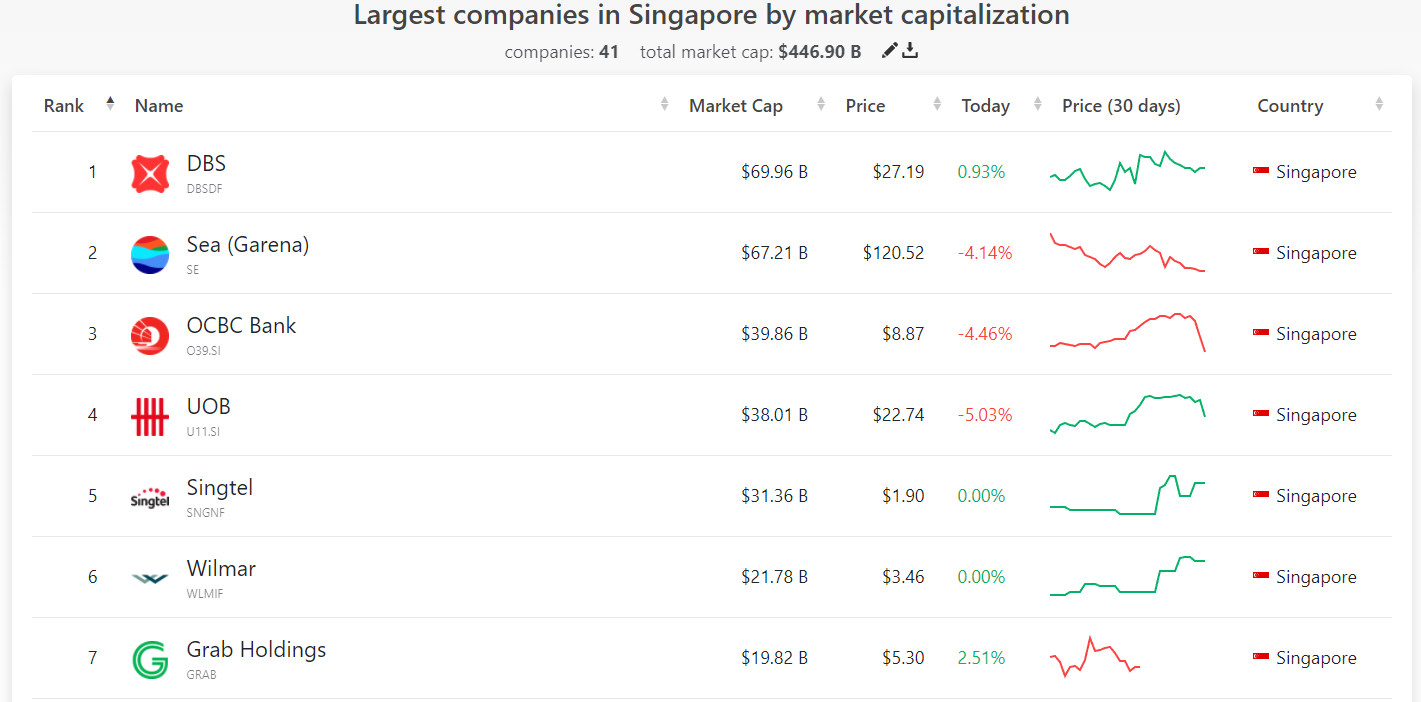 Largest companies in Singapore by market capitalization
companies: 41 total market cap: $446.90 B
Rank Name Market Cap Price Today Price (30 days) Country
1 DBS $69.96 B $27.19 0.93% Singapore
DBSDF
2 Sea (Garena) $67.21 B $120.52 -4.14% Singapore
SE
3 OCBC Bank $39.86 B $8.87 -4.46% Singapore
O39.SI
4 UOB $38.01 B $22.74 -5.03% Singapore
U11.SI
5 Singtel Singtel $31.36 B $1.90 0.00% Singapore
SNGNF
6 Wilmar $21.78 B $3.46 0.00% Singapore
WLMIF
7 Grab Holdings $19.82 B $5.30 2.51% Singapore
GRAB